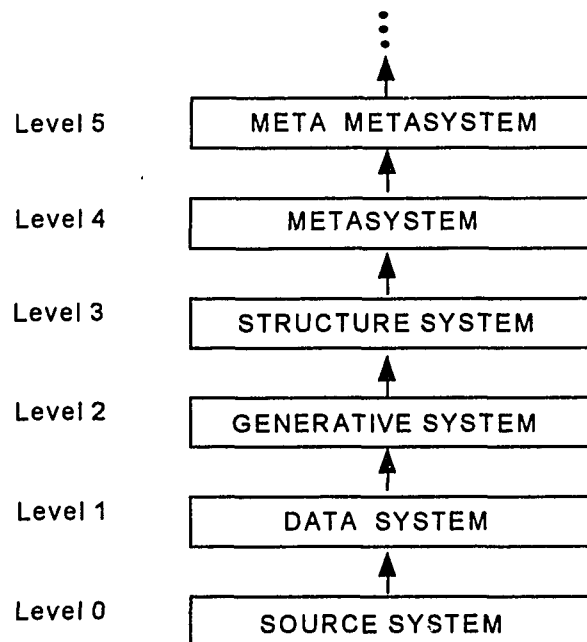 Level 5 META METASYSTEM
Level 4 METASYSTEM
Level 3 STRUCTURE SYSTEM
Level 2 GENERATIVE SYSTEM
Level 1 DATA SYSTEM
Level 0 SOURCE SYSTEM